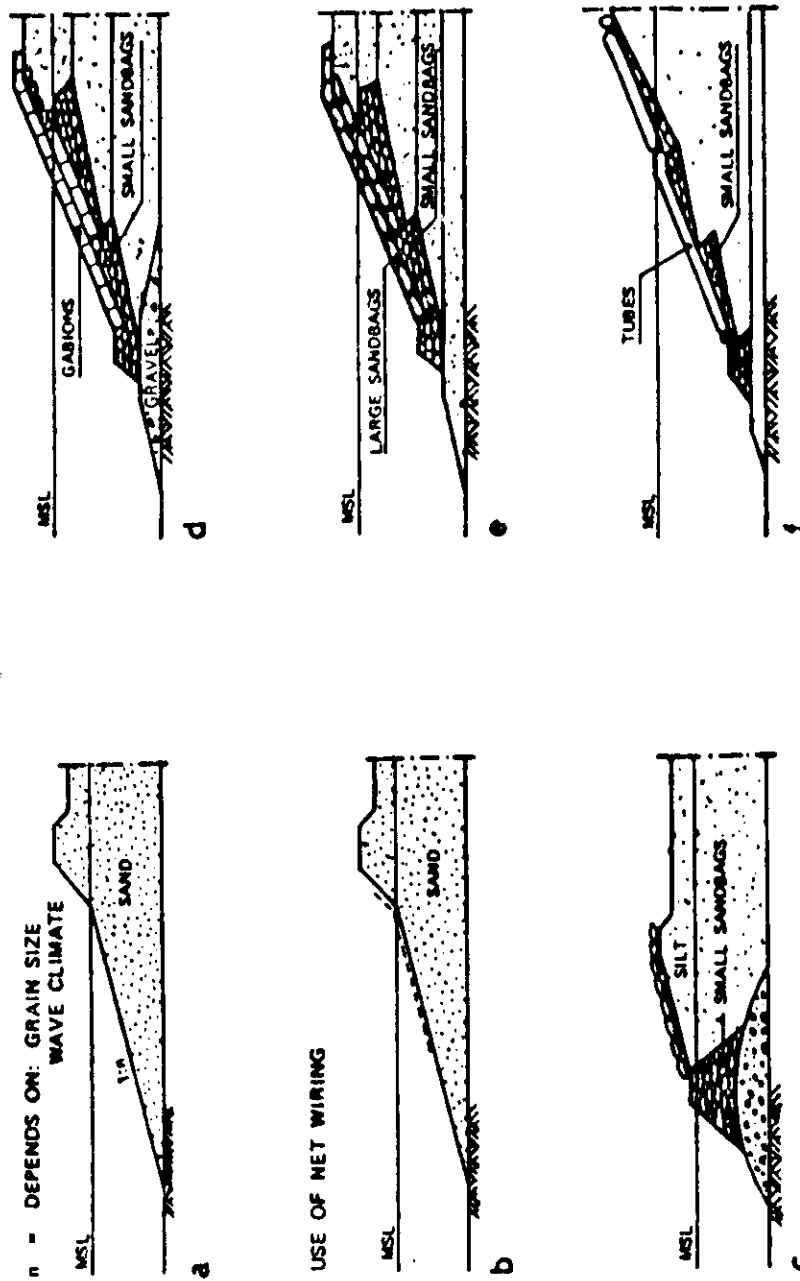 n = DEPENDS ON: GRAIN SIZE
WAVE CLIMATE
MSL
1:n
SAND
a
USE OF NET WIRING
MSL
SAND
b
MSL
SILT
SMALL SANDBAGS
c
MSL
GABIONS
SMALL SANDBAGS
GRAVEL
d
MSL
LARGE SANDBAGS
SMALL SANDBAGS
e
MSL
TUBES
SMALL SANDBAGS
f